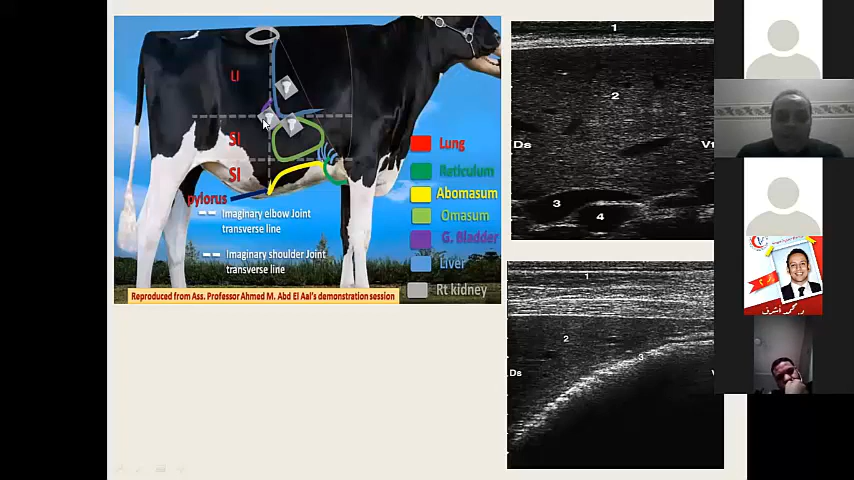 LI
SI
SI
pylorus
Imaginary elbow Joint
transverse line
Imaginary shoulder Joint
transverse line
Reproduced from Ass. Professor Ahmed M. Abd El Aal's demonstration session
Lung
Reticulum
Abomasum
Omasum
G. Bladder
Liver
Rt kidney
1
2
Ds
Vt
3
4
1
2
3
Ds
V
د. محمد أشرف